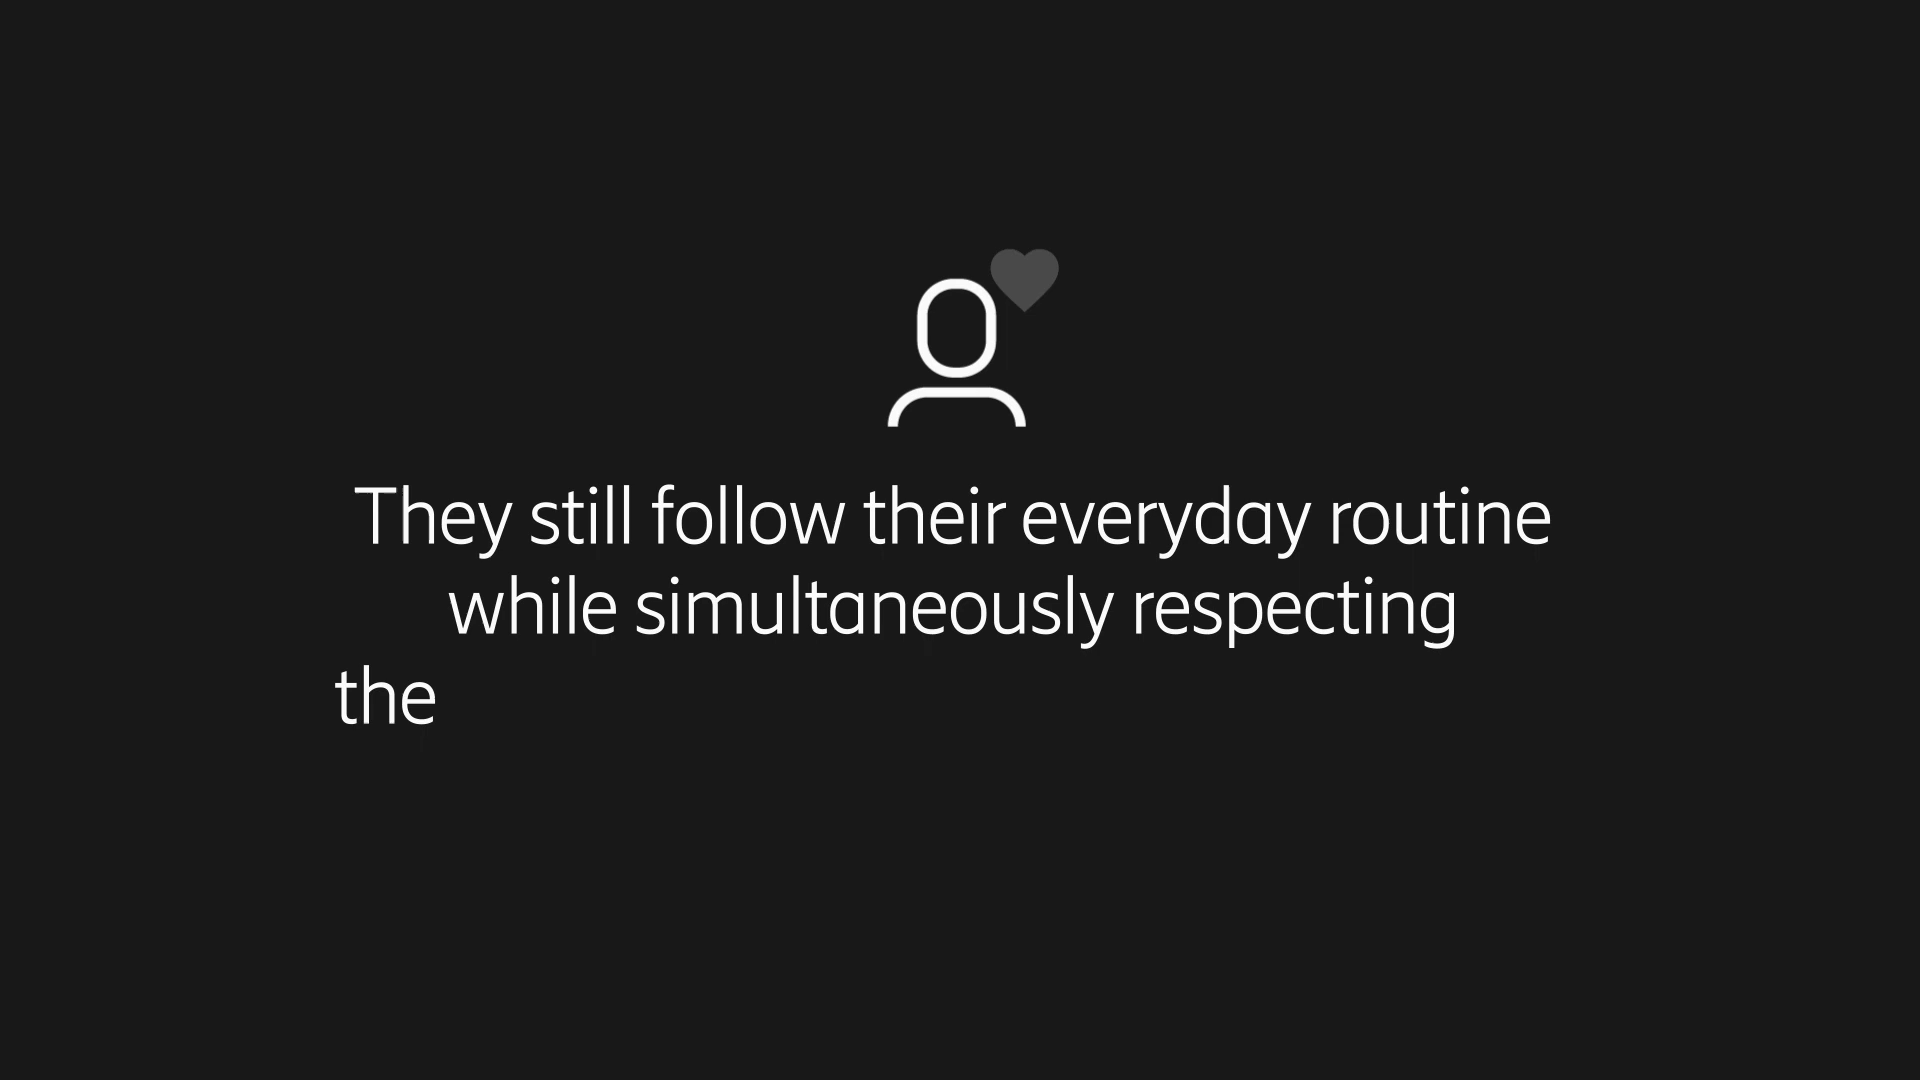 They still follow their everyday routine
while simultaneously respecting
the